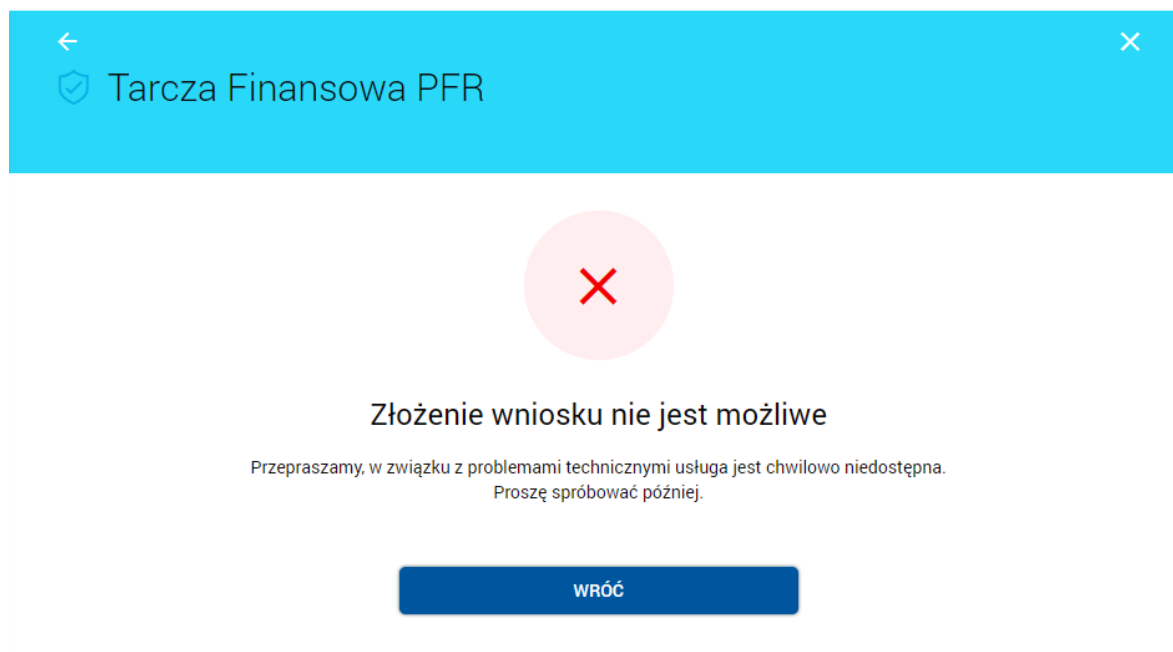 Tarcza Finansowa PFR
Złożenie wniosku nie jest możliwe
Przepraszamy, w związku z problemami technicznymi usługa jest chwilowo niedostępna.
Proszę spróbować później.
WRÓĆ